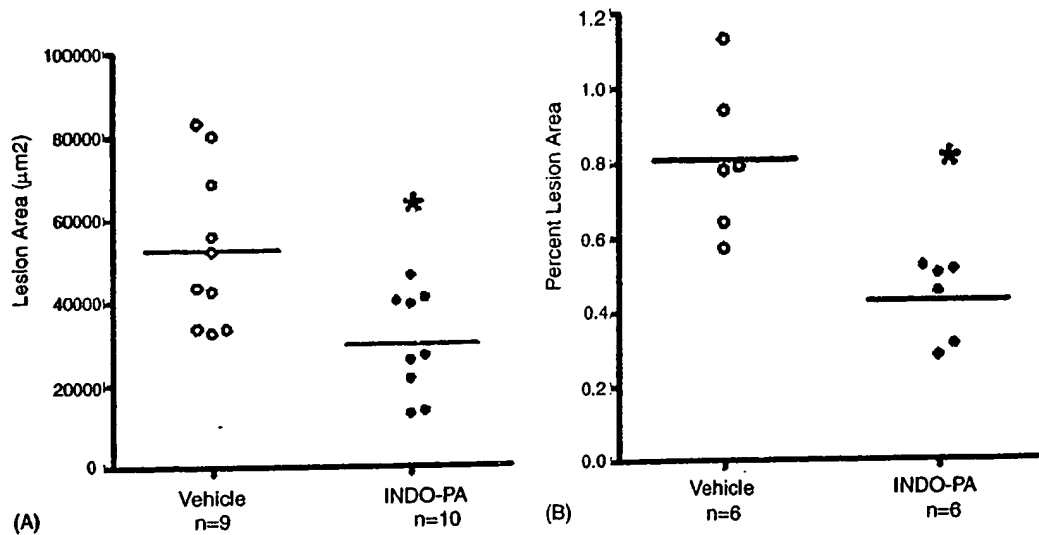 100000
80000
60000
40000
20000
0
Lesion Area (μm2)
*
Vehicle
n=9
INDO-PA
n=10
(A)
1.2
1.0
0.8
0.6
0.4
0.2
0.0
Percent Lesion Area
*
Vehicle
n=6
INDO-PA
n=6
(B)